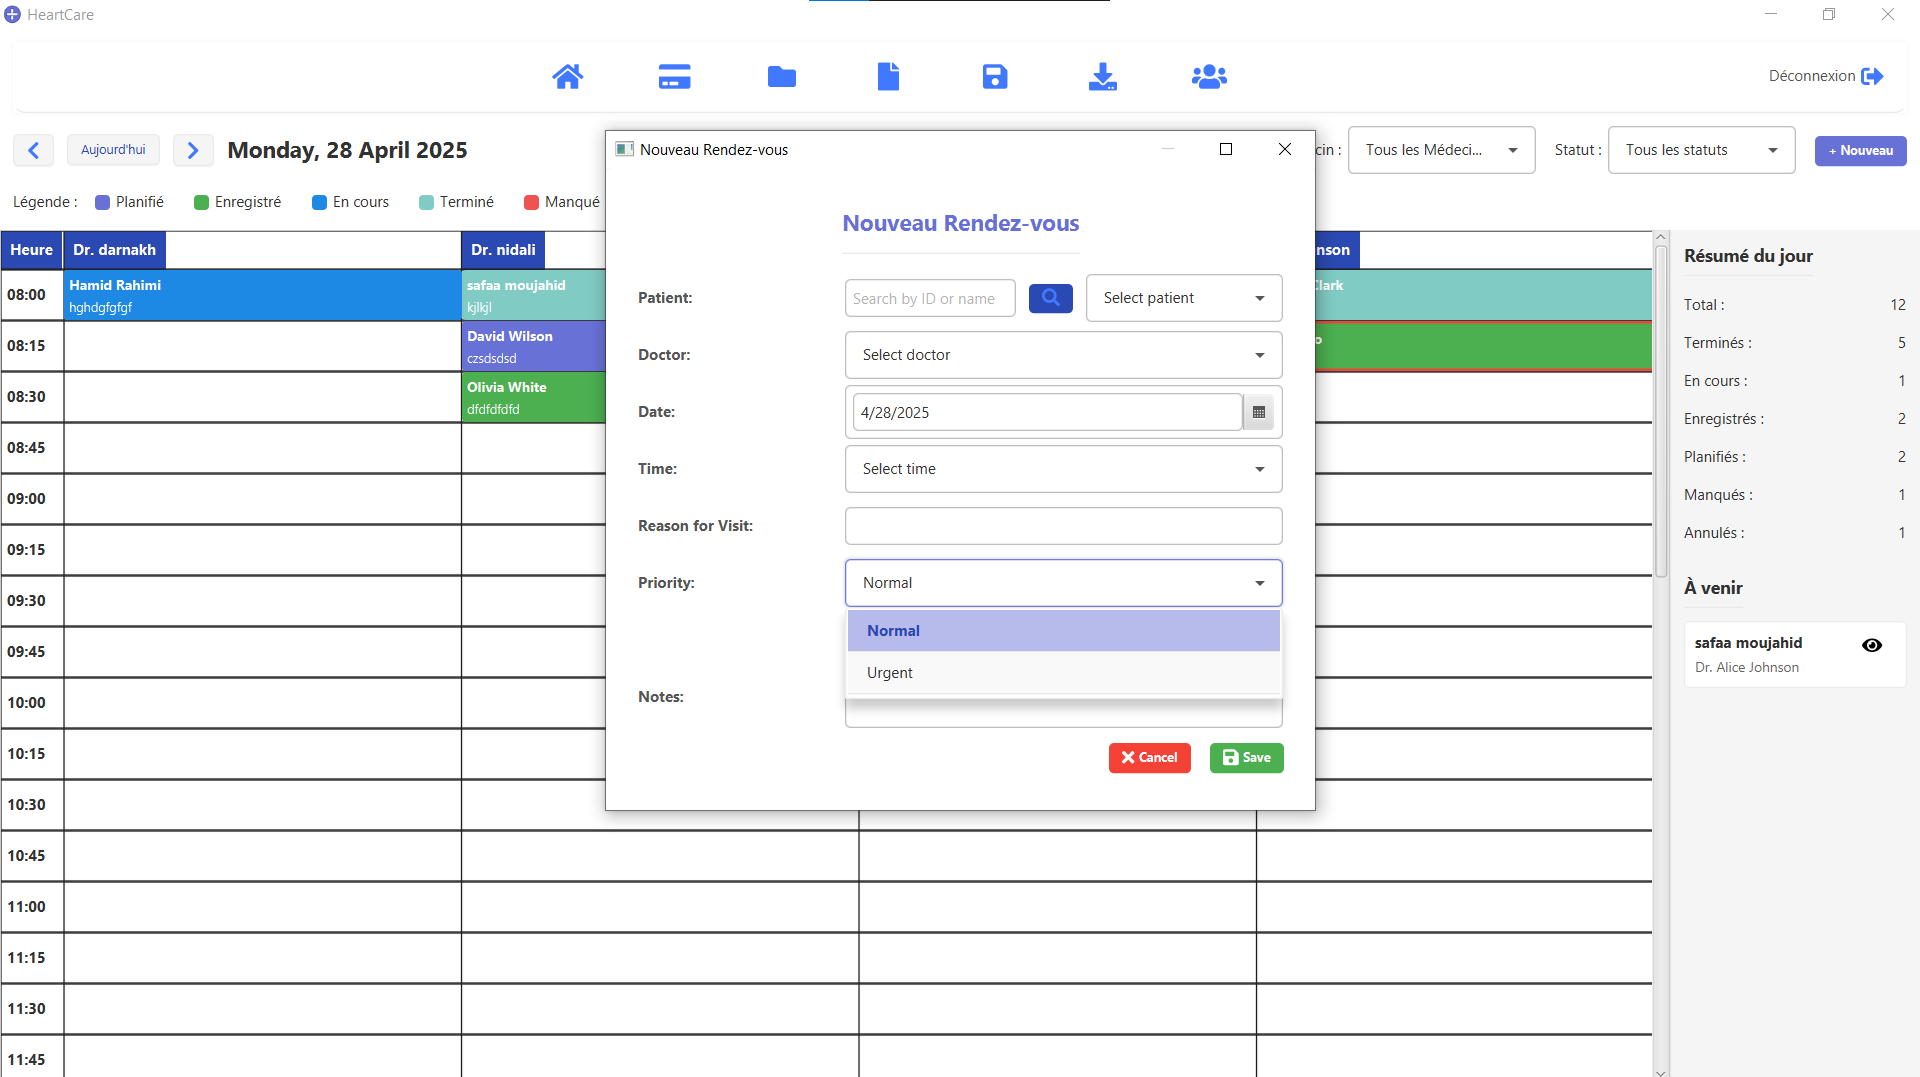 HeartCare
Déconnexion
Aujourd'hui
Monday, 28 April 2025
cin :
Tous les Médeci...
Statut :
Tous les statuts
+ Nouveau
Légende :
Planifié
Enregistré
En cours
Terminé
Manqué
Heure
Dr. darnakh
Dr. nidali
nson
08:00
Hamid Rahimi
hghdgfgfgf
safaa moujahid
kjlkjl
Clark
08:15
David Wilson
czsdsdsd
o
08:30
Olivia White
dfdfdfdfd
08:45
09:00
09:15
09:30
09:45
10:00
10:15
10:30
10:45
11:00
11:15
11:30
11:45
Nouveau Rendez-vous
Nouveau Rendez-vous
Patient:
Search by ID or name
Select patient
Doctor:
Select doctor
Date:
4/28/2025
Time:
Select time
Reason for Visit:
Priority:
Normal
Normal
Urgent
Notes:
Cancel
Save
Résumé du jour
Total :
12
Terminés :
5
En cours :
1
Enregistrés :
2
Planifiés :
2
Manqués :
1
Annulés :
1
À venir
safaa moujahid
Dr. Alice Johnson